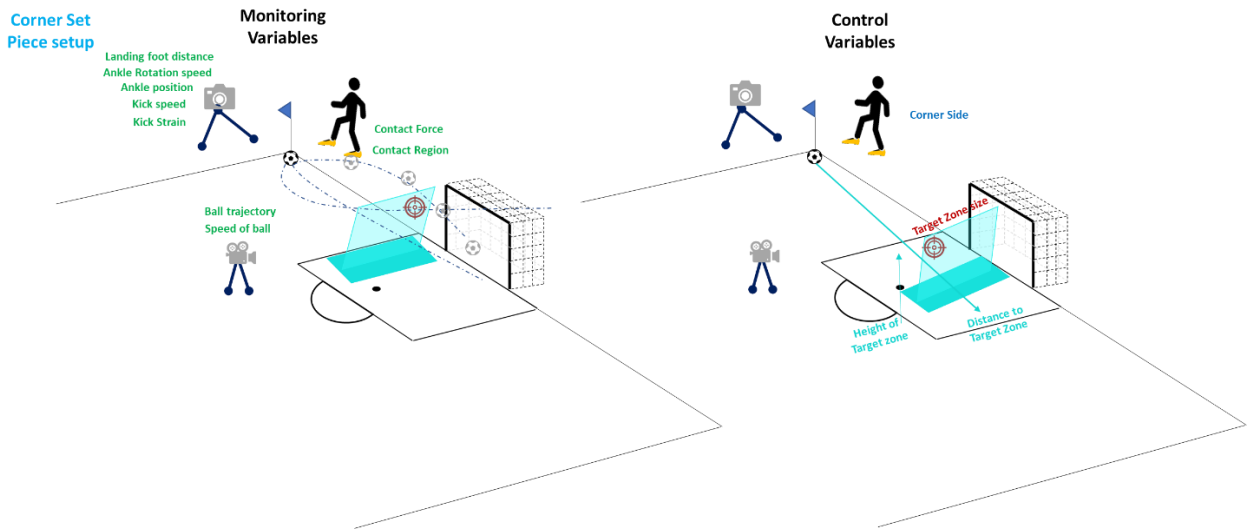 Corner Set
Piece setup
Monitoring
Variables
Landing foot distance
Ankle Rotation speed
Ankle position
Kick speed
Kick Strain
Contact Force
Contact Region
Ball trajectory
Speed of ball
Control
Variables
Corner Side
Target Zone size
Height of
Target zone
Distance to
Target Zone